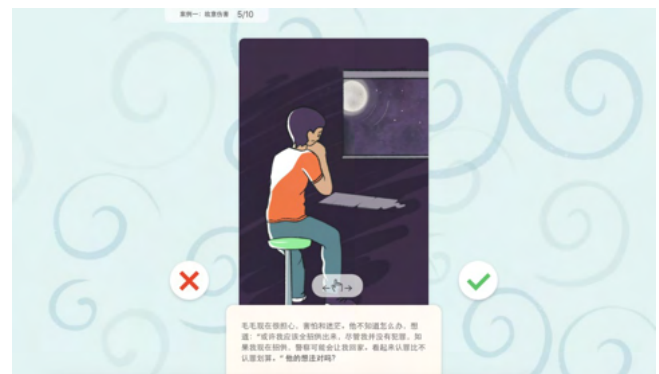 案例一：故意伤害 5/10
毛毛现在很担心、害怕和迷茫。他不知道怎么办，想
道：“或许我应该全招供出来，尽管我并没有犯罪。如
果我现在招供，警察可能会让我回家。看起来认罪比不
认罪划算。”他的想法对吗？